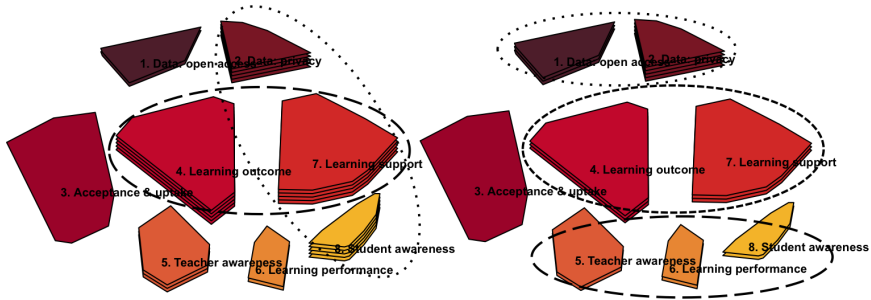 1. Data: open access
2. Data: privacy
3. Acceptance & uptake
4. Learning outcome
7. Learning support
5. Teacher awareness
6. Learning performance
8. Student awareness
1. Data: open access
2. Data: privacy
3. Acceptance & uptake
4. Learning outcome
7. Learning support
5. Teacher awareness
6. Learning performance
8. Student awareness